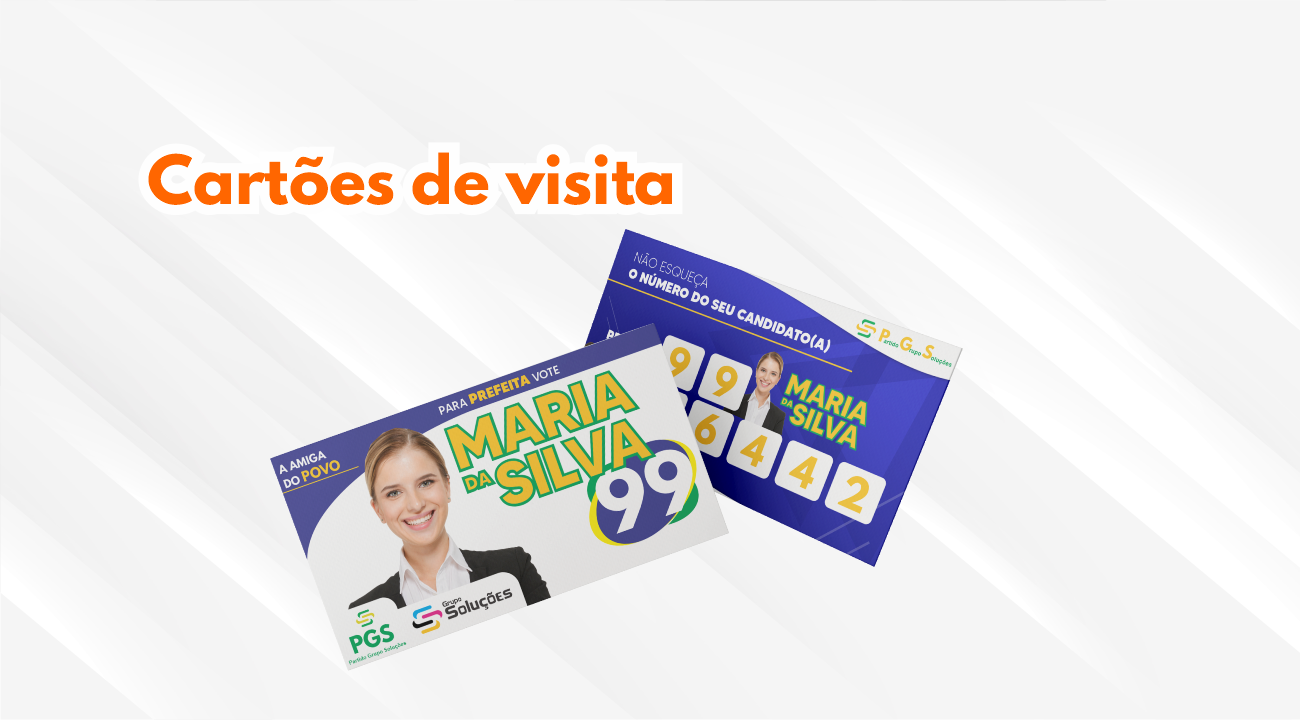 Cartões de visita
NÃO ESQUEÇA
O NÚMERO DO SEU CANDIDATO(A)
PGS
Partido Grupo Soluções
9 9
MARIA
DA SILVA
6 4 4 2
PARA PREFEITA VOTE
MARIA
DA SILVA
99
A AMIGA
DO POVO
PGS
Partido Grupo Soluções
Grupo
Soluções